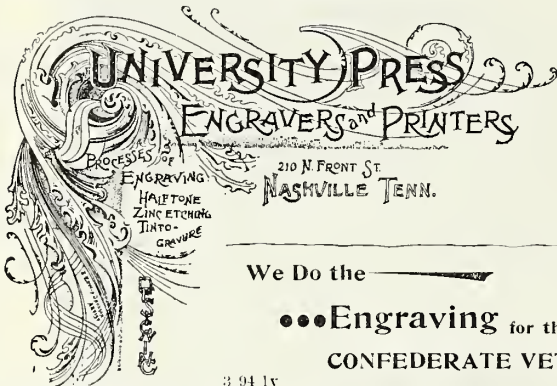 UNIVERSITY PRESS
ENGRAVERS and PRINTERS
PROCESSES OF
ENGRAVING
HALFTONE
ZINC ETCHING
TINTO-
GRAVURE
210 N. FRONT ST.
NASHVILLE TENN.
We Do the
Engraving for th
CONFEDERATE VET
3 94 1y